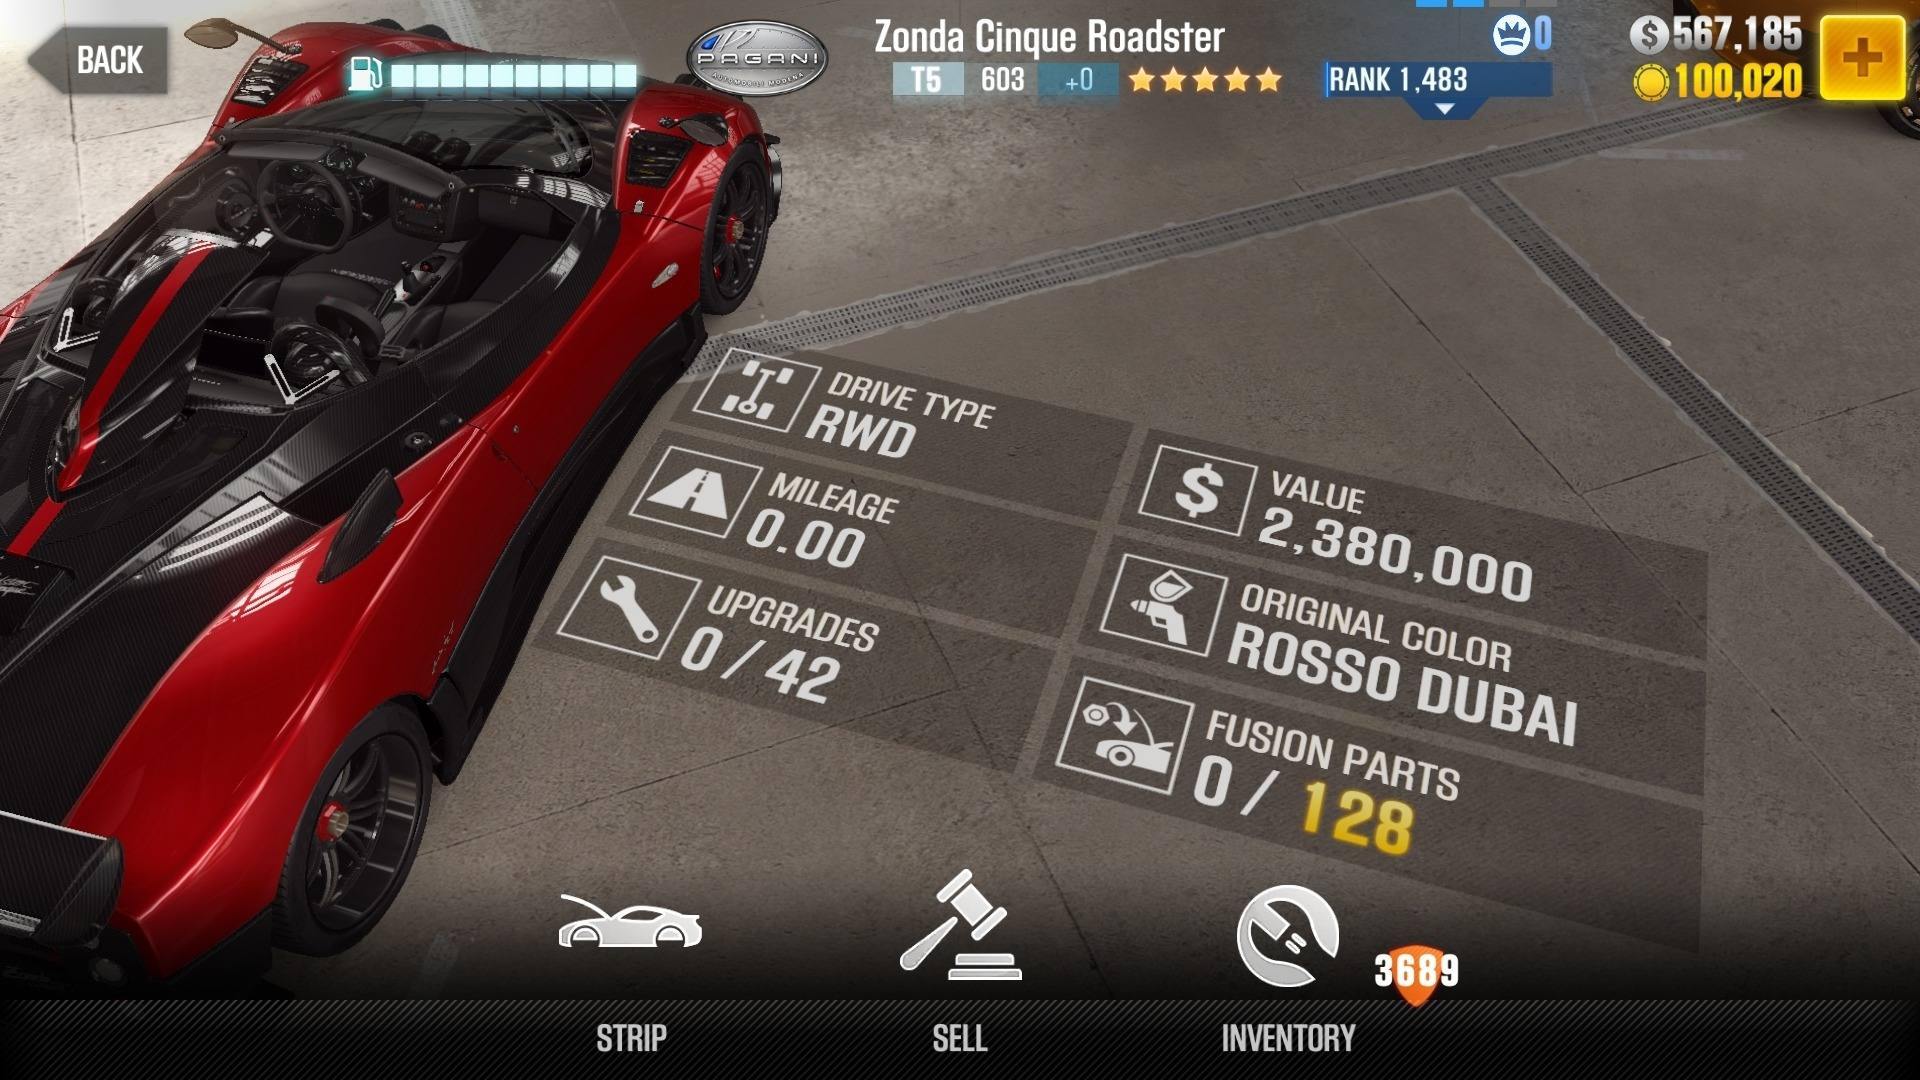 BACK
PAGANI
AUTOMOBILI MODENA
Zonda Cinque Roadster
T5 603 +0
RANK 1,483
0
567,185
100,020
DRIVE TYPE
RWD
MILEAGE
0.00
UPGRADES
0 / 42
VALUE
2,380,000
ORIGINAL COLOR
ROSSO DUBAI
FUSION PARTS
0 / 128
3689
STRIP
SELL
INVENTORY